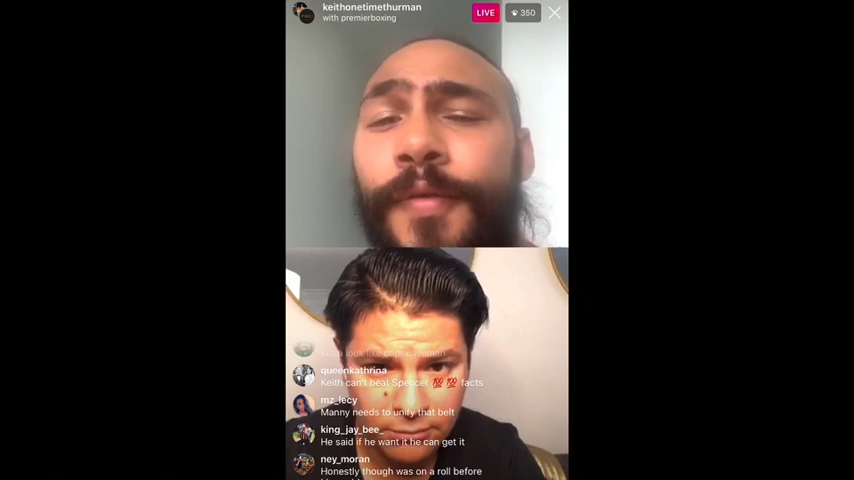 keithonetimethurman
with premierboxing
LIVE
350
queenkathrina
Keith can't beat Spencer 💯 💯 facts
mz_lecy
Manny needs to unify that belt
king_jay_bee_
He said if he want it he can get it
ney_moran
Honestly though was on a roll before